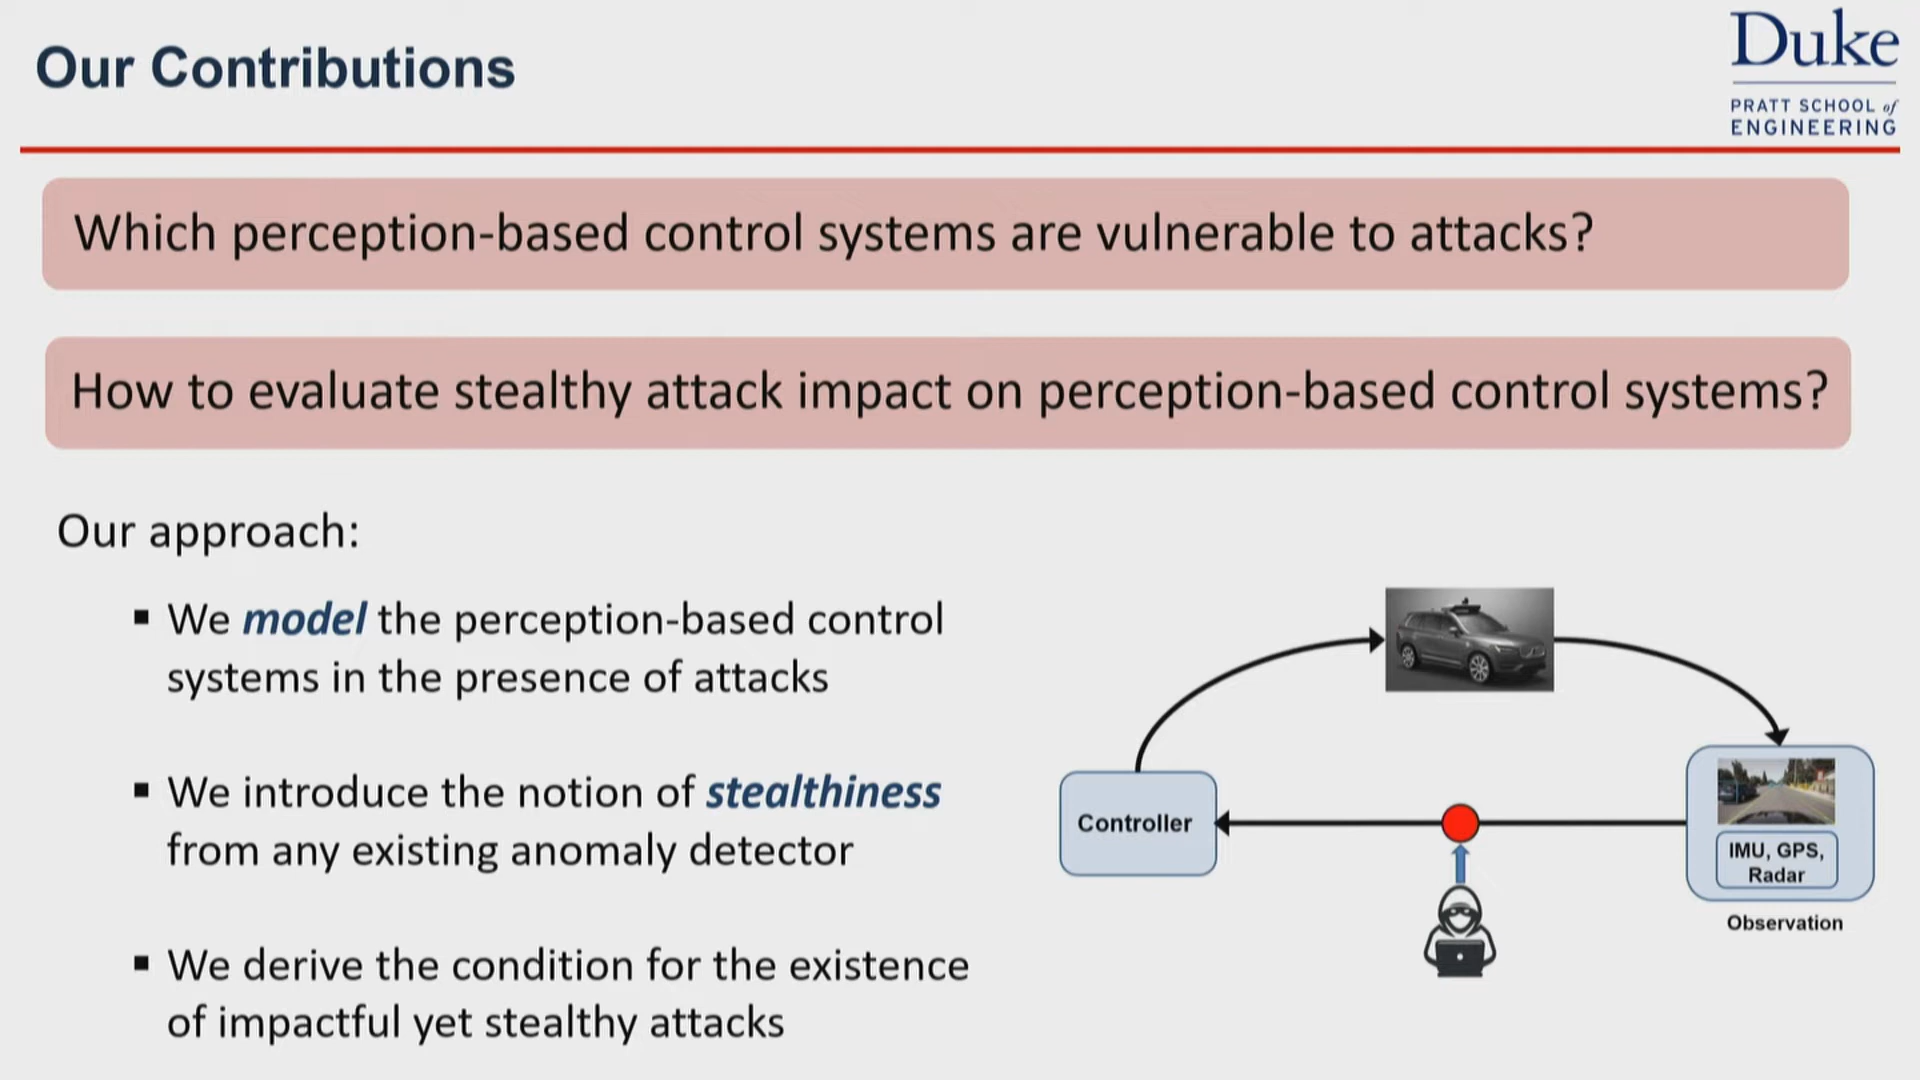 Our Contributions
Duke
PRATT SCHOOL of
ENGINEERING
Which perception-based control systems are vulnerable to attacks?
How to evaluate stealthy attack impact on perception-based control systems?
Our approach:
▪ We model the perception-based control
systems in the presence of attacks
▪ We introduce the notion of stealthiness
from any existing anomaly detector
▪ We derive the condition for the existence
of impactful yet stealthy attacks
Controller
IMU, GPS,
Radar
Observation